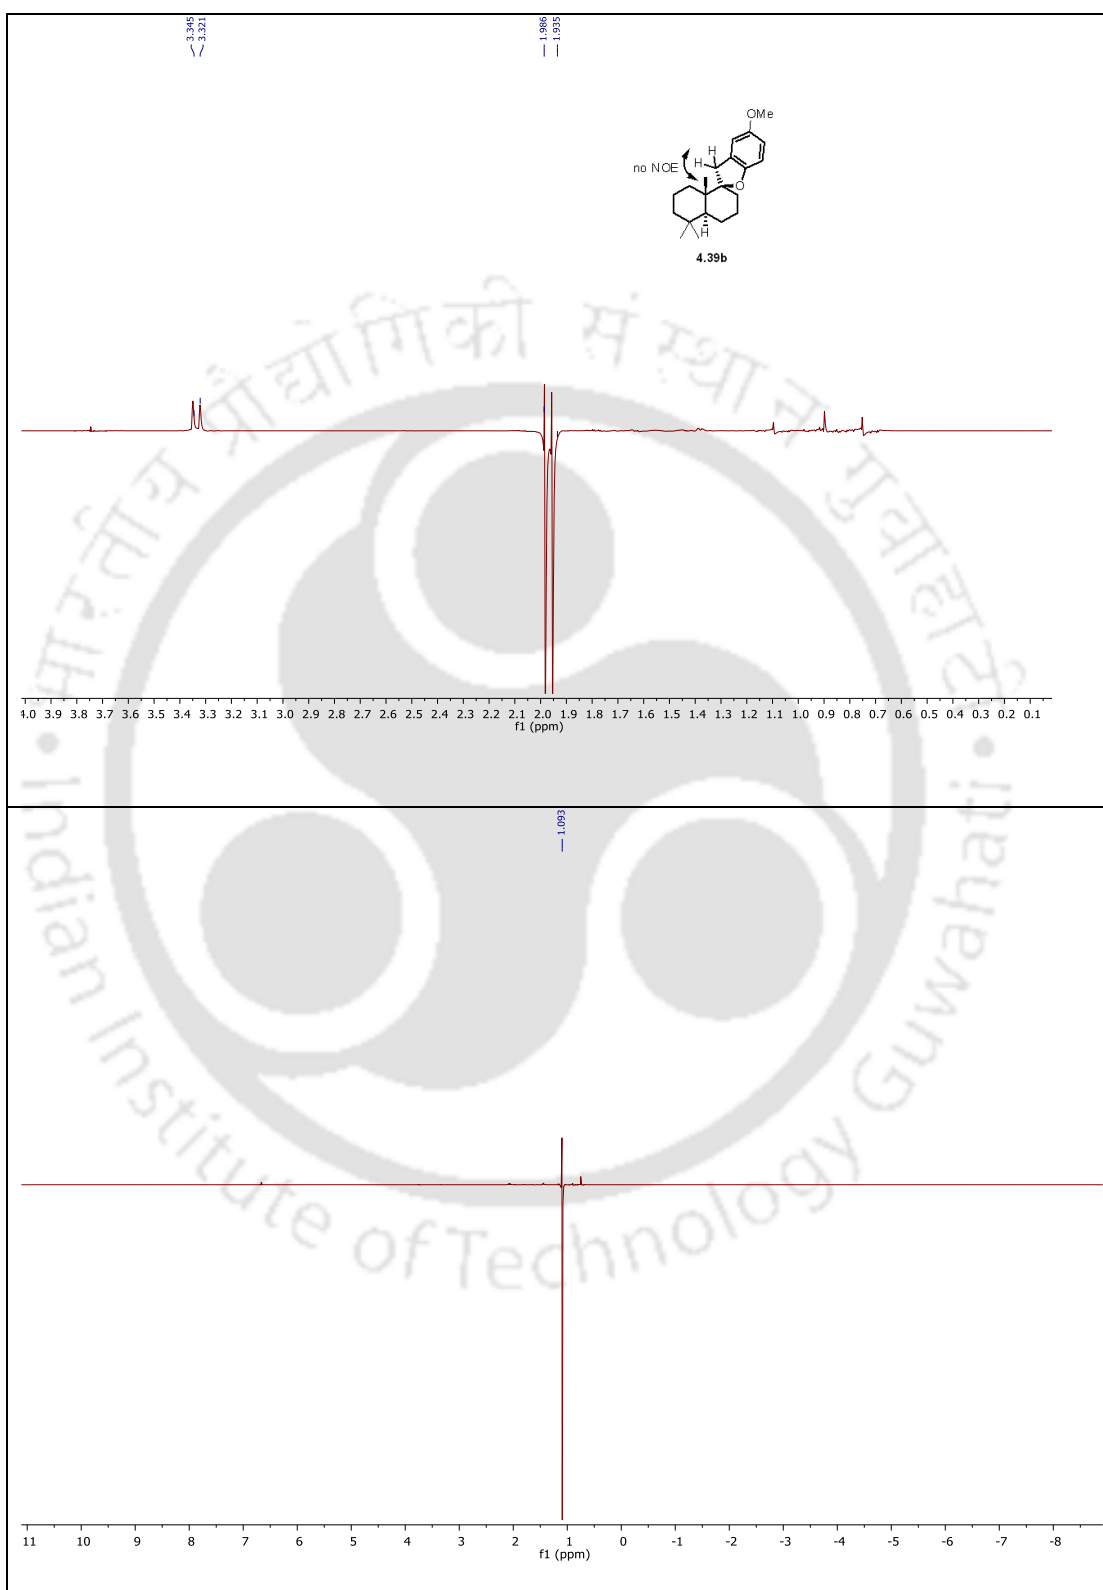 3.345
3.321
1.986
1.935
OMe
H
H
no NOE
O
H
4.39b
4.0 3.9 3.8 3.7 3.6 3.5 3.4 3.3 3.2 3.1 3.0 2.9 2.8 2.7 2.6 2.5 2.4 2.3 2.2 2.1 2.0 1.9 1.8 1.7 1.6 1.5 1.4 1.3 1.2 1.1 1.0 0.9 0.8 0.7 0.6 0.5 0.4 0.3 0.2 0.1
f1 (ppm)
1.093
11 10 9 8 7 6 5 4 3 2 1 0 -1 -2 -3 -4 -5 -6 -7 -8
f1 (ppm)
भारतीय प्रौद्योगिकी संस्थान गुवाहाटी
Indian Institute of Technology Guwahati